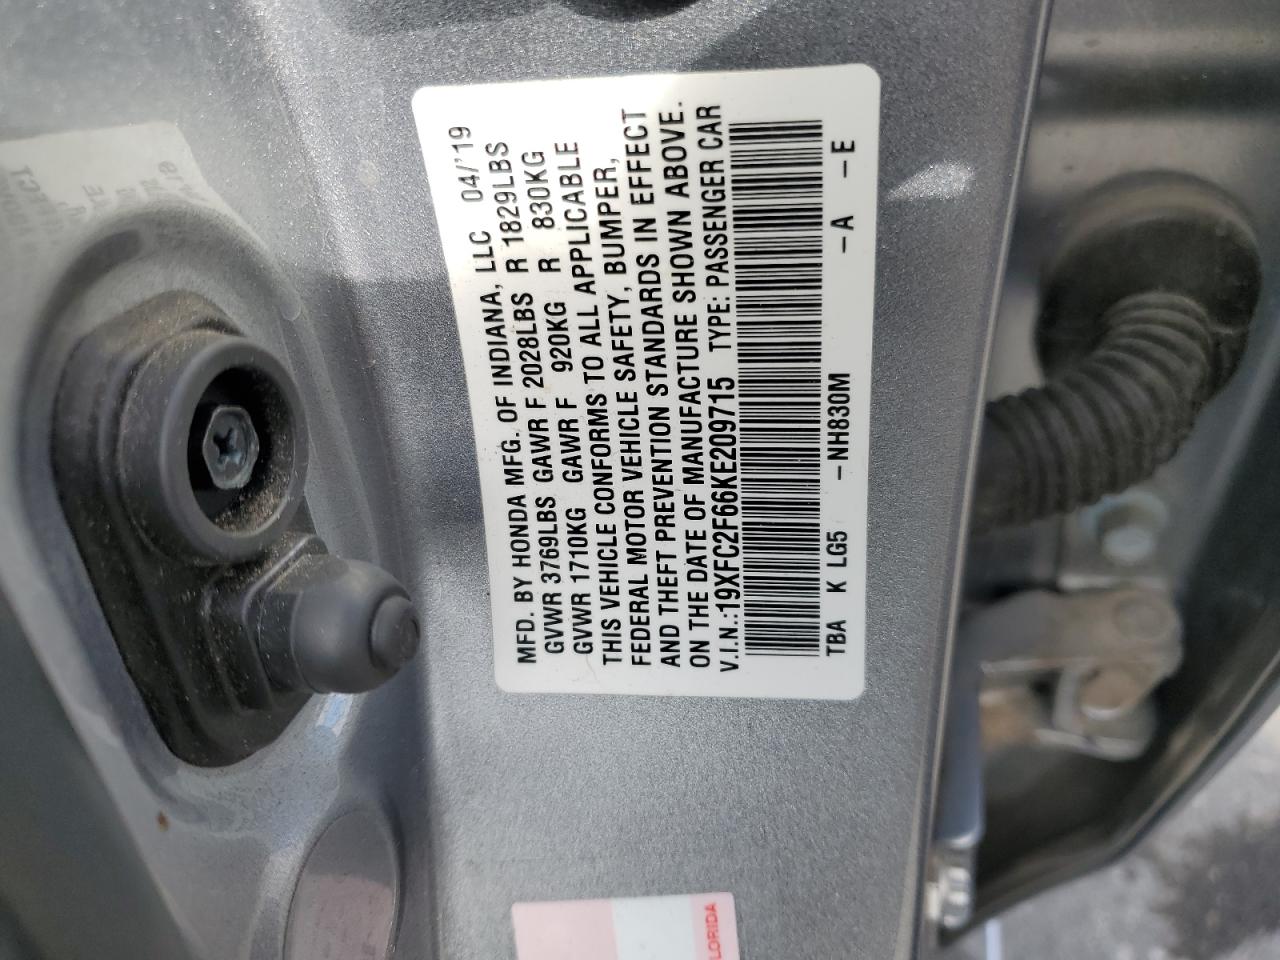 MFD. BY HONDA MFG. OF INDIANA, LLC 04/'19
GVWR 3769LBS GAWR F 2028LBS R 1829LBS
GVWR 1710KG GAWR F 920KG R 830KG
THIS VEHICLE CONFORMS TO ALL APPLICABLE
FEDERAL MOTOR VEHICLE SAFETY, BUMPER,
AND THEFT PREVENTION STANDARDS IN EFFECT
ON THE DATE OF MANUFACTURE SHOWN ABOVE.
V.I.N.:19XFC2F66KE209715 TYPE: PASSENGER CAR
TBA K LG5 -NH830M -A -E
LORIDA